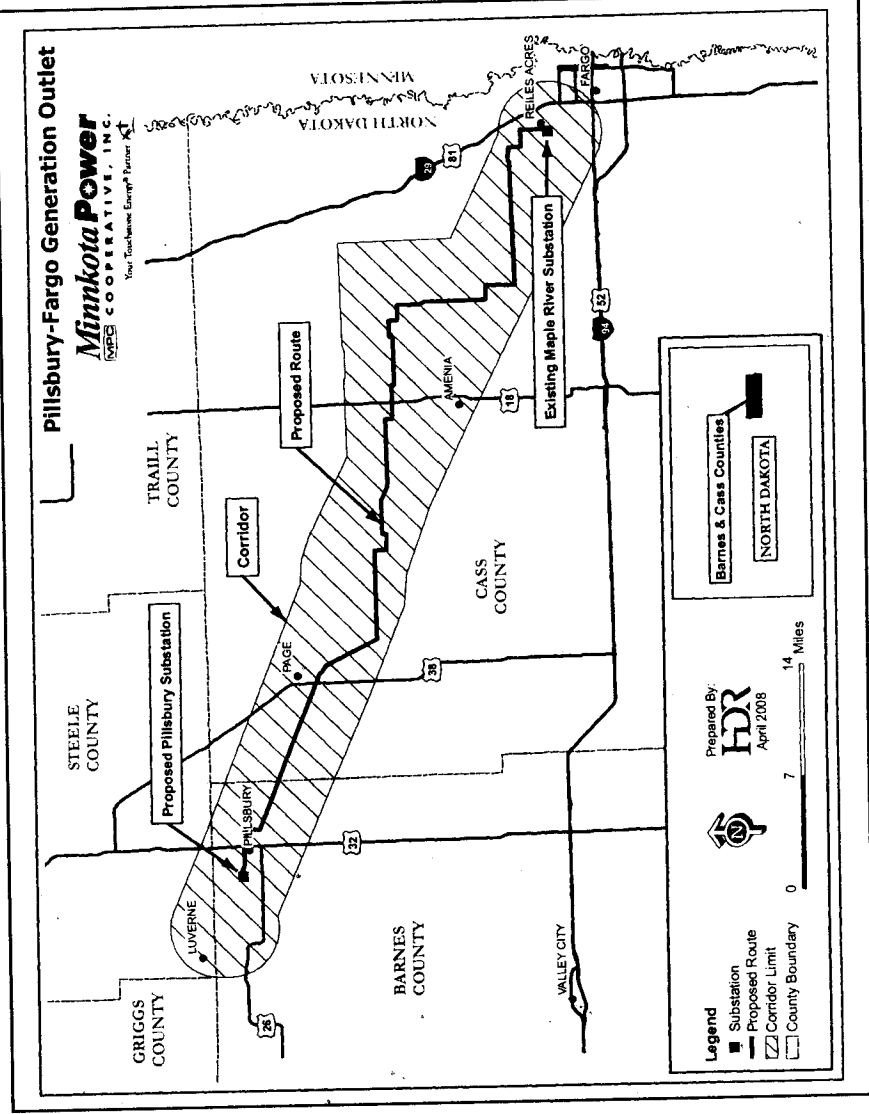 Pillsbury-Fargo Generation Outlet
Minnkota Power
MPC COOPERATIVE, INC.
Your Touchstone Energy® Partner
STEELE
COUNTY
TRAILL
COUNTY
GRIGGS
COUNTY
NORTH DAKOTA
MINNESOTA
Proposed Pillsbury Substation
Corridor
Proposed Route
LUVERNE
PILLSBURY
PAGE
29
81
REILES ACRES
FARGO
26
32
38
AMENIA
18
BARNES
COUNTY
CASS
COUNTY
Existing Maple River Substation
VALLEY CITY
94
52
Legend
Substation
Proposed Route
Corridor Limit
County Boundary
N
0 7 14
Miles
Prepared By:
HDR
April 2008
Barnes & Cass Counties
NORTH DAKOTA